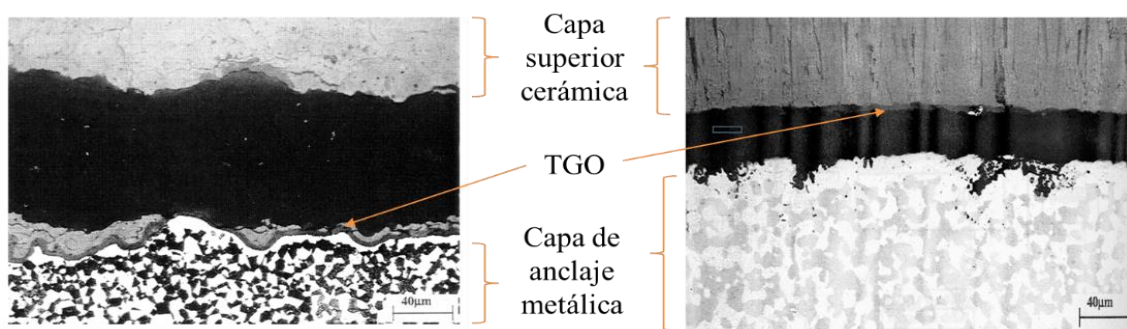 Capa
superior
cerámica
TGO
Capa de
anclaje
metálica
40μm
40μm